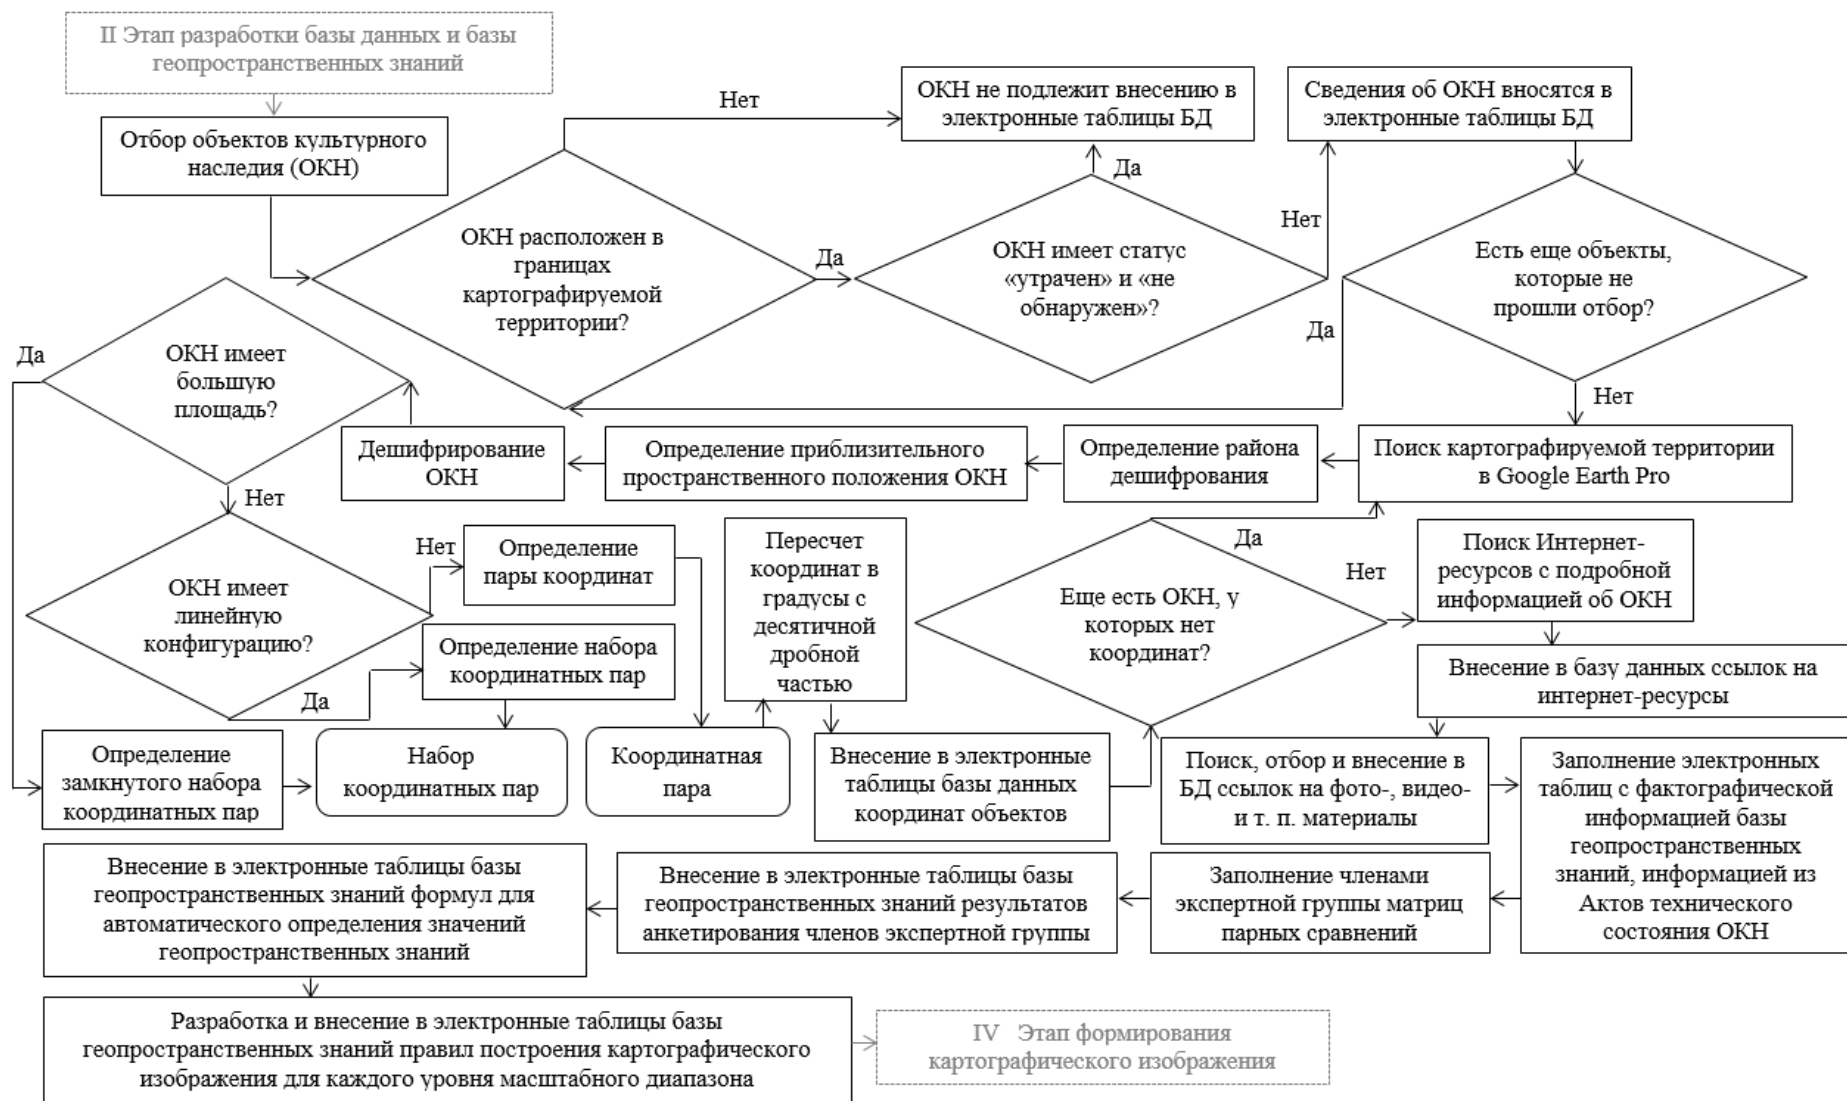 II Этап разработки базы данных и базы
геопространственных знаний
Отбор объектов культурного
наследия (ОКН)
Нет
ОКН не подлежит внесению в
электронные таблицы БД
Сведения об ОКН вносятся в
электронные таблицы БД
ОКН расположен в
границах
картографируемой
территории?
Да
ОКН имеет статус
«утрачен» и «не
обнаружен»?
Да
Нет
Есть еще объекты,
которые не
прошли отбор?
Да
Нет
Да
ОКН имеет
большую
площадь?
Нет
Дешифрирование
ОКН
Определение приблизительного
пространственного положения ОКН
Определение района
дешифрования
Поиск картографируемой территории
в Google Earth Pro
ОКН имеет
линейную
конфигурацию?
Нет
Определение
пары координат
Да
Определение набора
координатных пар
Пересчет
координат в
градусы с
десятичной
дробной
частью
Еще есть ОКН, у
которых нет
координат?
Да
Нет
Поиск Интернет-
ресурсов с подробной
информацией об ОКН
Внесение в базу данных ссылок на
интернет-ресурсы
Определение
замкнутого набора
координатных пар
Набор
координатных пар
Координатная
пара
Внесение в электронные
таблицы базы данных
координат объектов
Поиск, отбор и внесение в
БД ссылок на фото-, видео-
и т. п. материалы
Заполнение электронных
таблиц с фактографической
информацией базы
геопространственных
знаний, информацией из
Актов технического
состояния ОКН
Заполнение членами
экспертной группы матриц
парных сравнений
Внесение в электронные таблицы базы
геопространственных знаний результатов
анкетирования членов экспертной группы
Внесение в электронные таблицы базы
геопространственных знаний формул для
автоматического определения значений
геопространственных знаний
Разработка и внесение в электронные таблицы базы
геопространственных знаний правил построения картографического
изображения для каждого уровня масштабного диапазона
IV Этап формирования
картографического изображения